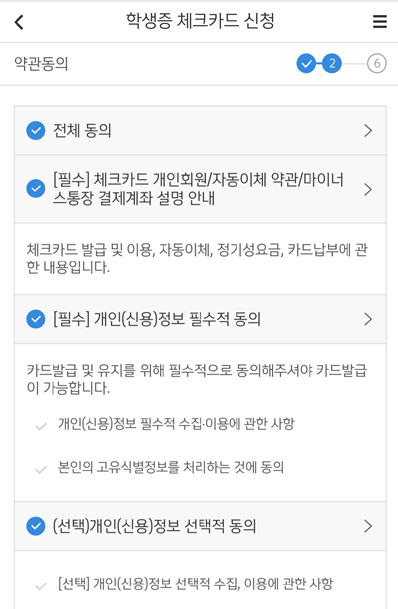 학생증 체크카드 신청
약관동의
2
6
전체 동의
[필수] 체크카드 개인회원/자동이체 약관/마이너
스통장 결제계좌 설명 안내
체크카드 발급 및 이용, 자동이체, 정기성요금, 카드납부에 관
한 내용입니다.
[필수] 개인(신용)정보 필수적 동의
카드발급 및 유지를 위해 필수적으로 동의해주셔야 카드발급
이 가능합니다.
개인(신용)정보 필수적 수집·이용에 관한 사항
본인의 고유식별정보를 처리하는 것에 동의
(선택)개인(신용)정보 선택적 동의
[선택] 개인(신용)정보 선택적 수집, 이용에 관한 사항